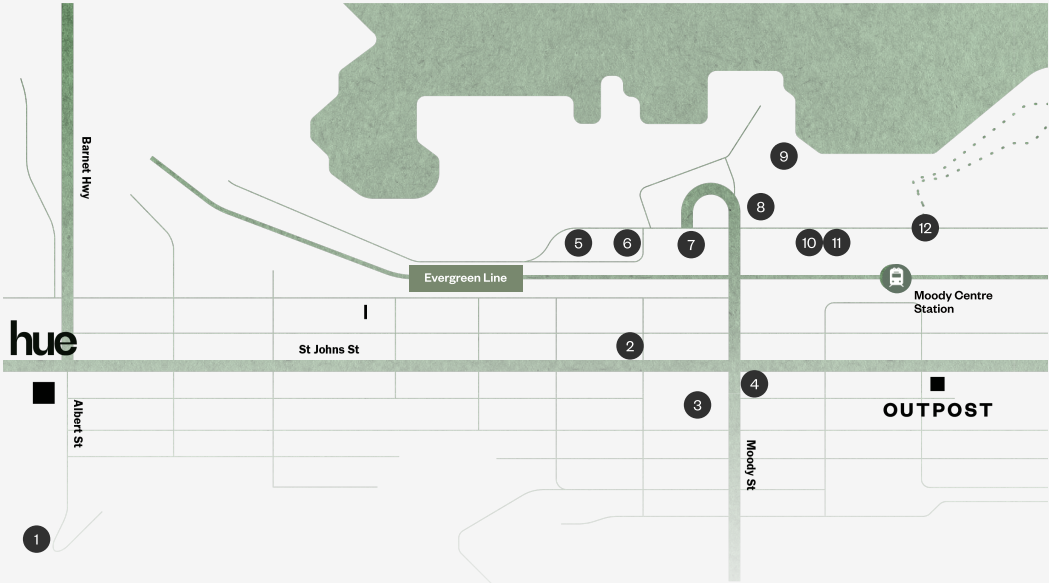 Barnet Hwy
9
8
12
5
6
7
10
11
Evergreen Line
Moody Centre
Station
hue
St Johns St
2
4
3
OUTPOST
Albert St
Moody St
1